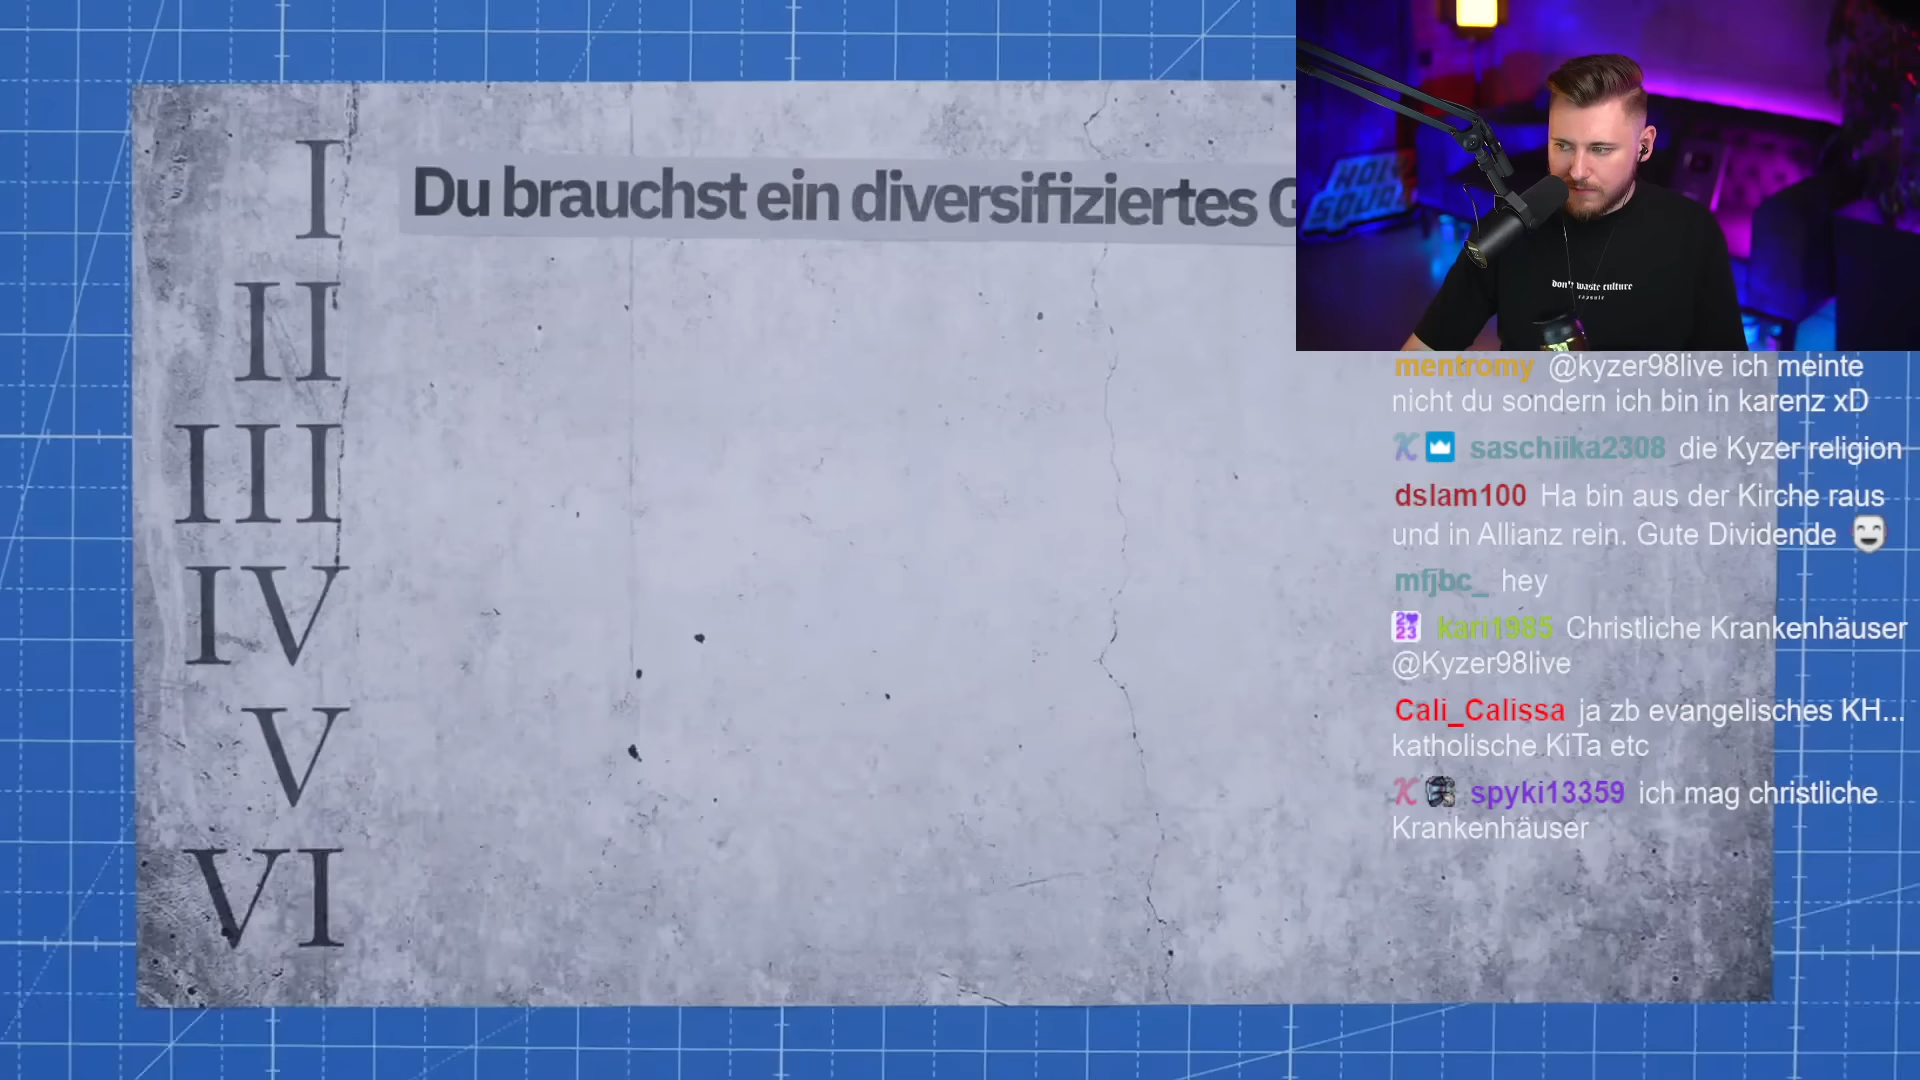 I
Du brauchst ein diversifiziertes G
II
III
IV
V
VI
don't waste culture
capsule
mentromy @kyzer98live ich meinte
nicht du sondern ich bin in karenz xD
saschiika2308 die Kyzer religion
dslam100 Ha bin aus der Kirche raus
und in Allianz rein. Gute Dividende
mfjbc_ hey
kari1985 Christliche Krankenhäuser
@Kyzer98live
Cali_Calissa ja zb evangelisches KH...
katholische KiTa etc
spyki13359 ich mag christliche
Krankenhäuser